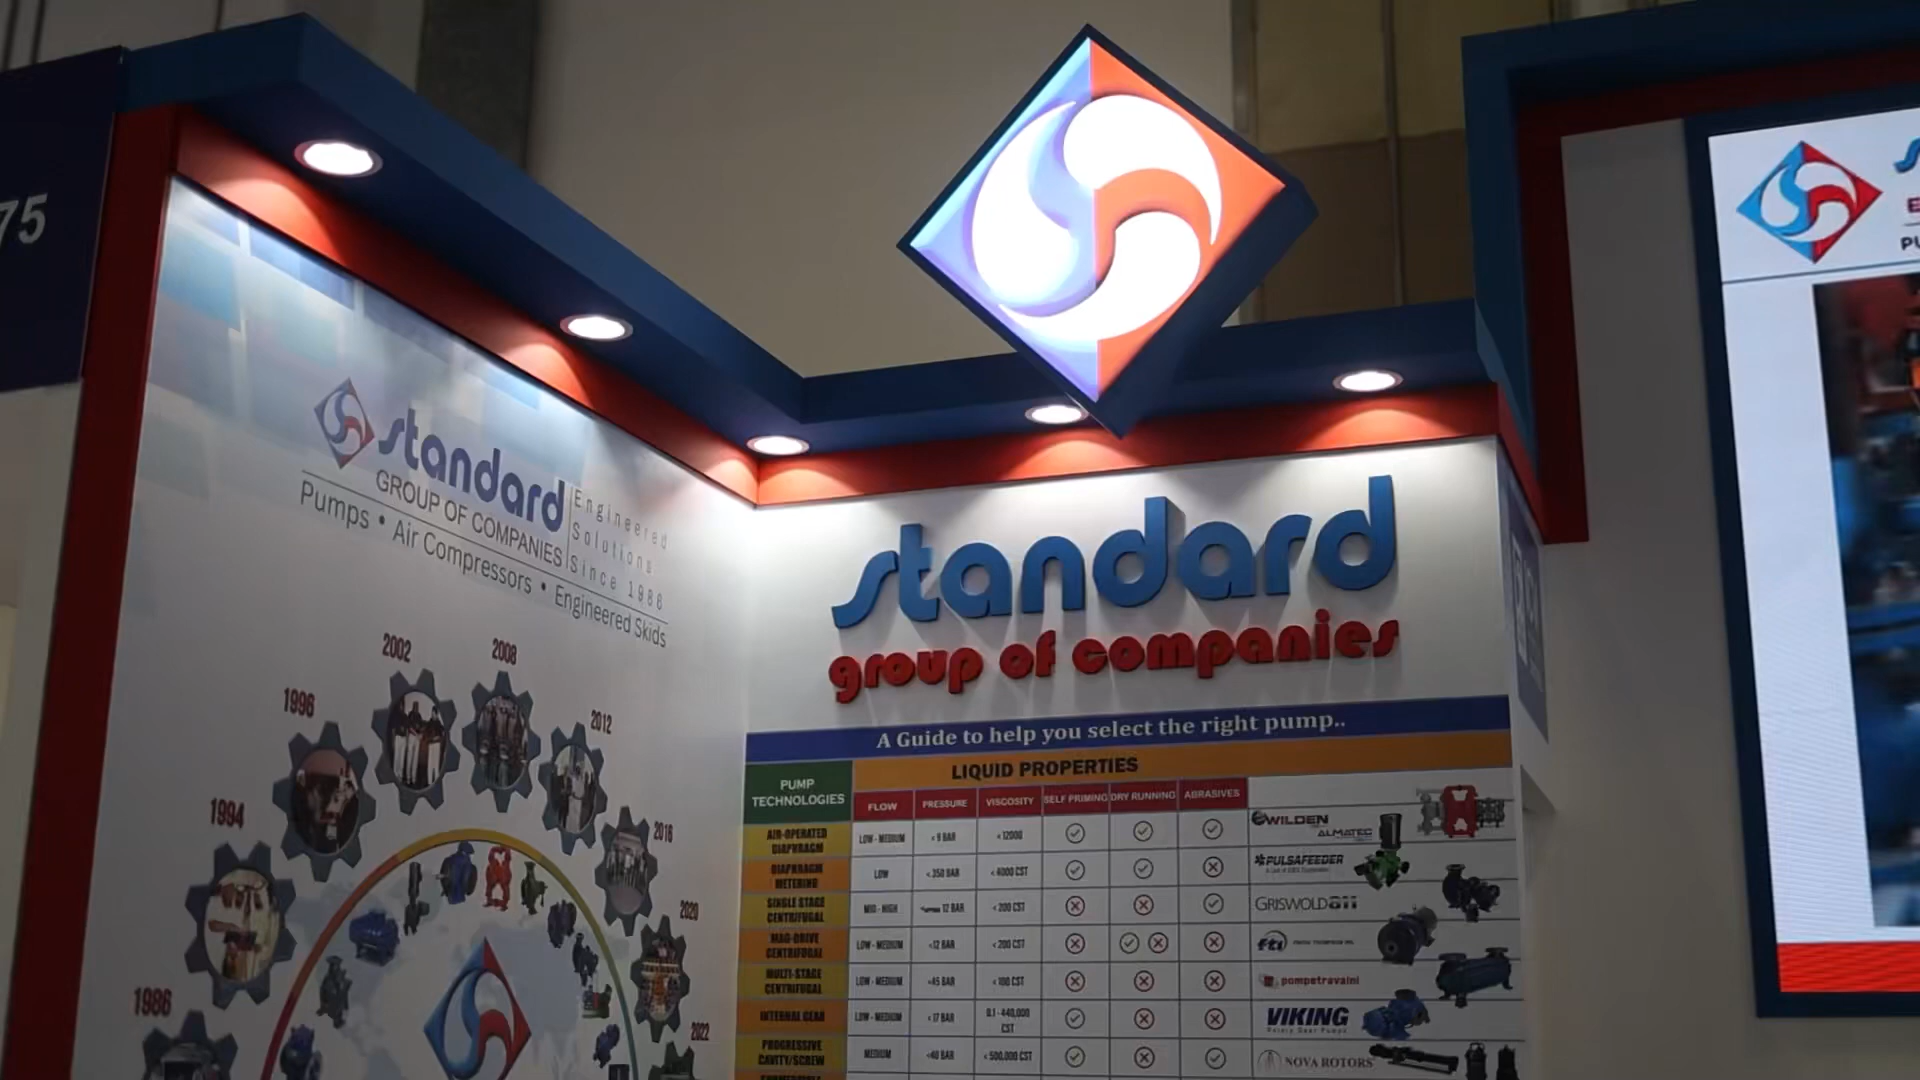 75
standard
GROUP OF COMPANIES
Engineered
Solutions
Since 1986
Pumps • Air Compressors • Engineered Skids
2002
2008
1996
2012
1994
2016
2020
1986
2022
standard
group of companies
A Guide to help you select the right pump..
PUMP TECHNOLOGIES
LIQUID PROPERTIES
FLOW PRESSURE VISCOSITY SELF PRIMING DRY RUNNING ABRASIVES
AIR-OPERATED DIAPHRAGM LOW - MEDIUM < 9 BAR < 12000
WILDEN
ALMATEC
DIAPHRAGM METERING LOW < 350 BAR < 4000 CST
PULSAFEEDER
SINGLE STAGE CENTRIFUGAL MID - HIGH 12 BAR < 200 CST
GRISWOLD
MAG-DRIVE CENTRIFUGAL LOW - MEDIUM <12 BAR < 200 CST
fti
MULTI-STAGE CENTRIFUGAL LOW - MEDIUM <45 BAR < 100 CST
pompetravaini
INTERNAL GEAR LOW - MEDIUM < 17 BAR 0.1 - 440,000 CST
VIKING
PROGRESSIVE CAVITY/SCREW MEDIUM <40 BAR < 500,000 CST
NOVA ROTORS